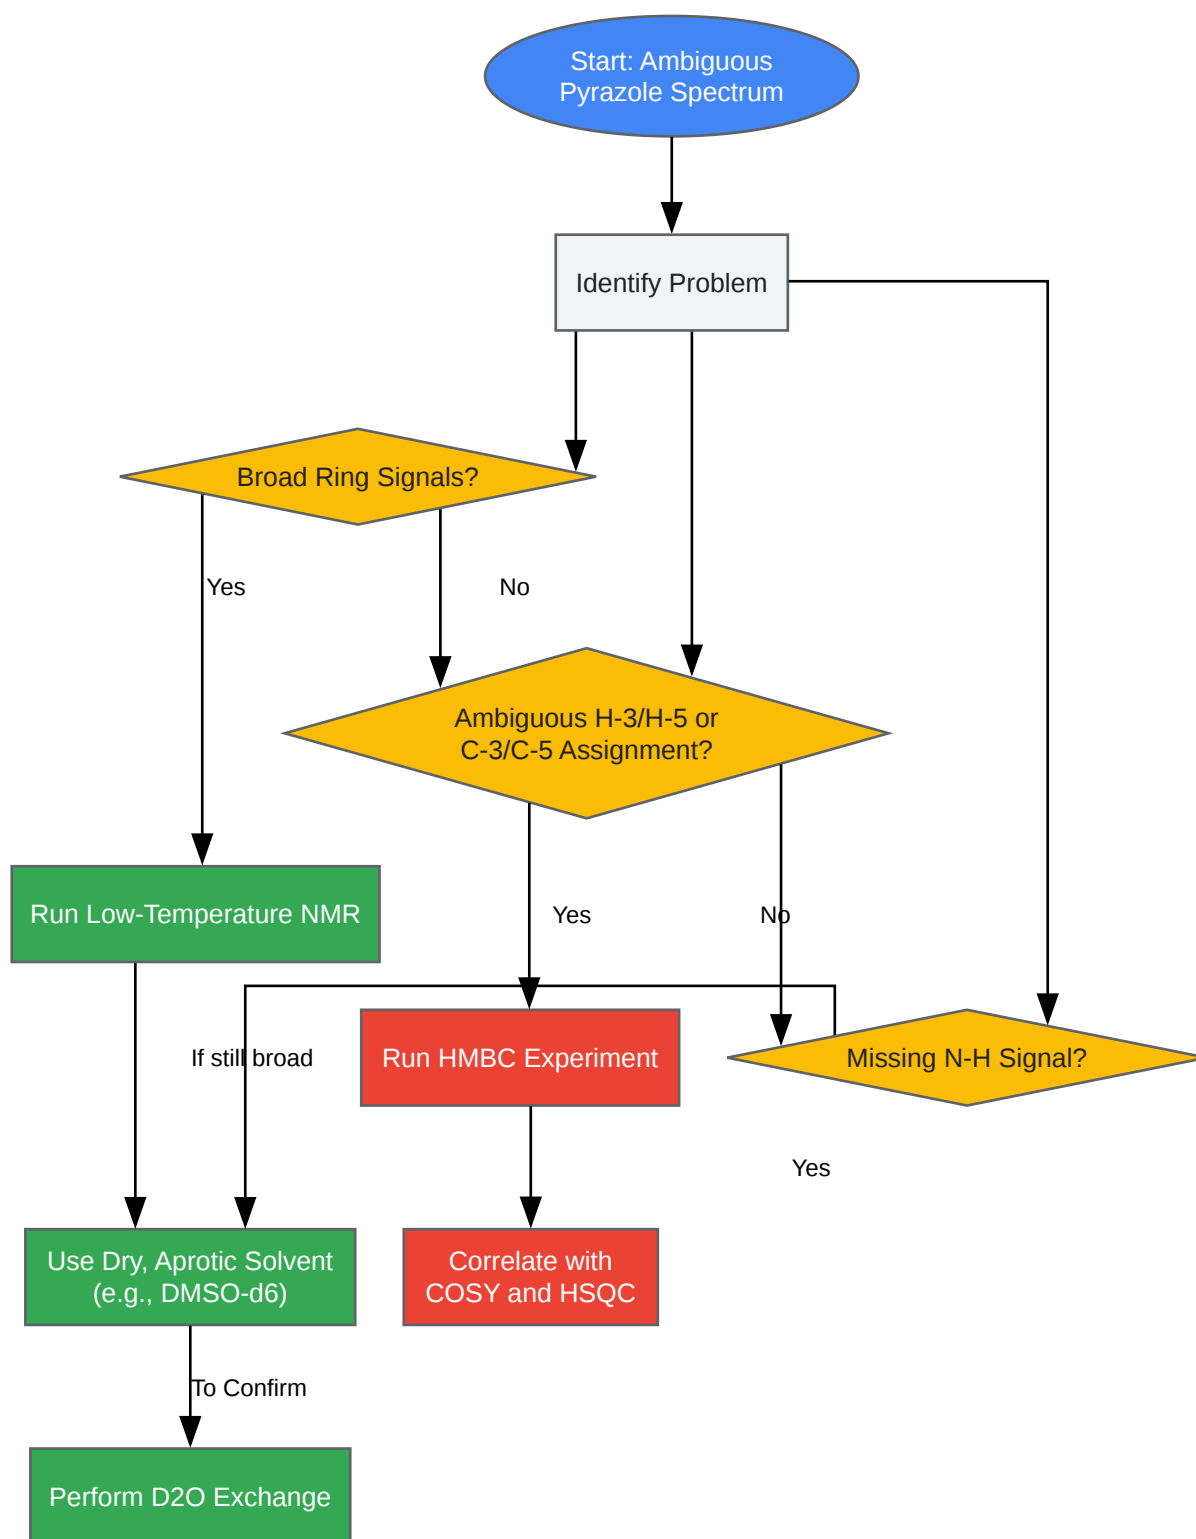 Start: Ambiguous
Pyrazole Spectrum
Identify Problem
Broad Ring Signals?
Yes
No
Ambiguous H-3/H-5 or
C-3/C-5 Assignment?
Run Low-Temperature NMR
Yes
No
If still broad
Run HMBC Experiment
Missing N-H Signal?
Yes
Use Dry, Aprotic Solvent
(e.g., DMSO-d6)
Correlate with
COSY and HSQC
To Confirm
Perform D2O Exchange